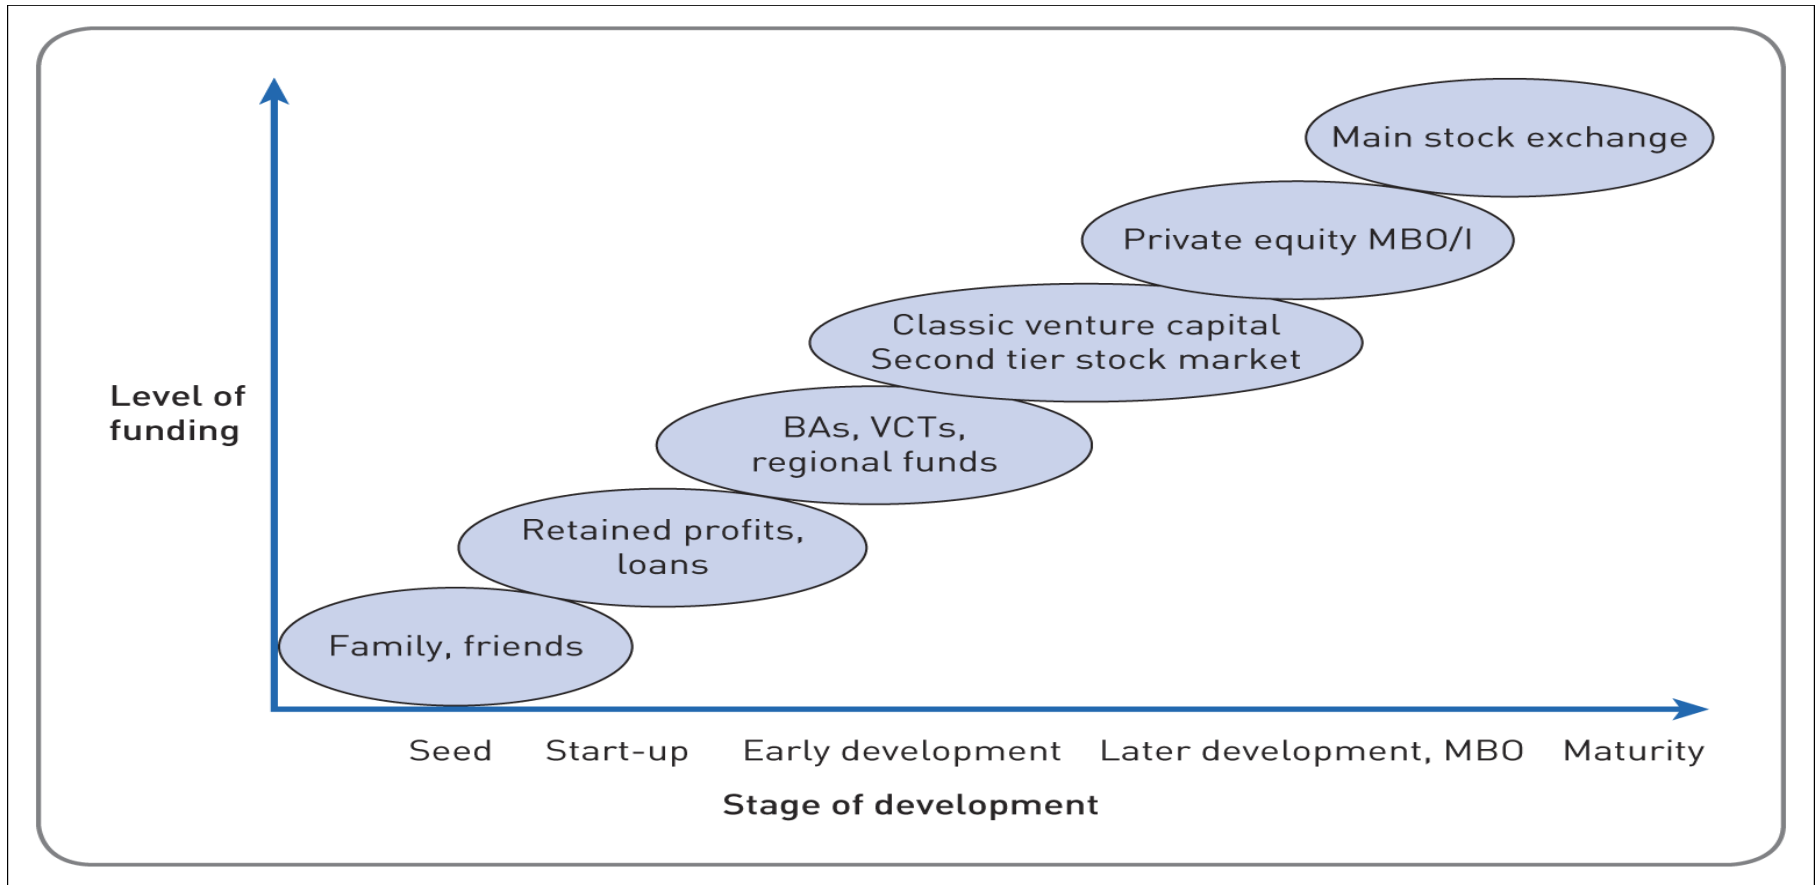 Main stock exchange
Private equity MBO/I
Classic venture capital
Second tier stock market
Level of
funding
BAs, VCTs,
regional funds
Retained profits,
loans
Family, friends
Seed
Start-up
Early development
Later development, MBO
Maturity
Stage of development